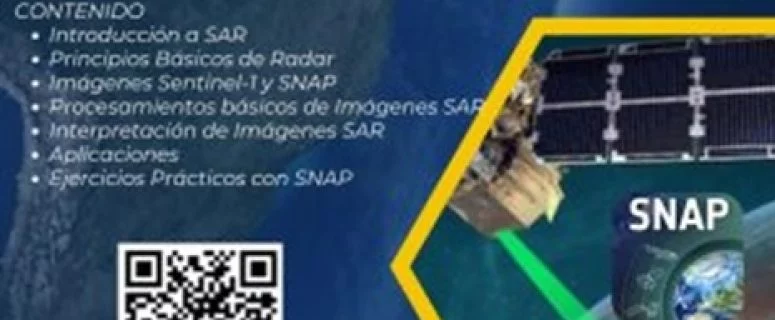 CONTENIDO
• Introducción a SAR
• Principios Básicos de Radar
• Imágenes Sentinel-1 y SNAP
• Procesamientos básicos de Imágenes SAR
• Interpretación de Imágenes SAR
• Aplicaciones
• Ejercicios Prácticos con SNAP
SNAP